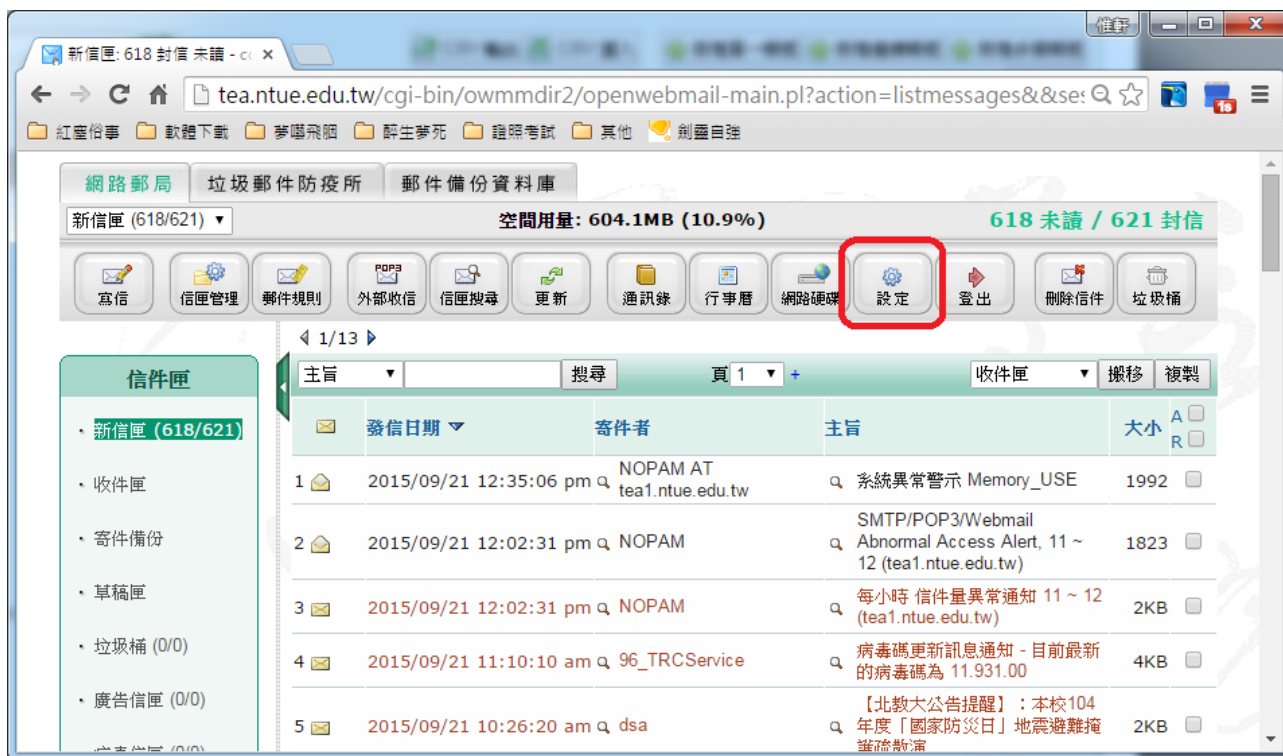 惟軒
新信匣: 618 封信 未讀 - cc
tea.ntue.edu.tw/cgi-bin/owmmdir2/openwebmail-main.pl?action=listmessages&&ses
1s
紅塵俗事 軟體下載 夢囈飛胭 醉生夢死 證照考試 其他 劍靈自強
網路郵局 垃圾郵件防疫所 郵件備份資料庫
新信匣 (618/621) 空間用量: 604.1MB (10.9%) 618 未讀 / 621 封信
POP3
寫信 信匣管理 郵件規則 外部收信 信匣搜尋 更新 通訊錄 行事曆 網路硬碟 設定 登出 刪除信件 垃圾桶
1/13
信件匣
主旨 搜尋 頁 1 + 收件匣 搬移 複製
新信匣 (618/621)
發信日期 寄件者 主旨 大小 A
R
收件匣
1 2015/09/21 12:35:06 pm NOPAM AT
tea1.ntue.edu.tw 系統異常警示 Memory_USE 1992
寄件備份
2 2015/09/21 12:02:31 pm NOPAM SMTP/POP3/Webmail
Abnormal Access Alert, 11 ~
12 (tea1.ntue.edu.tw) 1823
草稿匣
3 2015/09/21 12:02:31 pm NOPAM 每小時 信件量異常通知 11 ~ 12
(tea1.ntue.edu.tw) 2KB
垃圾桶 (0/0)
4 2015/09/21 11:10:10 am 96_TRCService 病毒碼更新訊息通知 - 目前最新
的病毒碼為 11.931.00 4KB
廣告信匣 (0/0)
5 2015/09/21 10:26:20 am dsa 【北教大公告提醒】：本校104
年度「國家防災日」地震避難掩
護疏散演 2KB